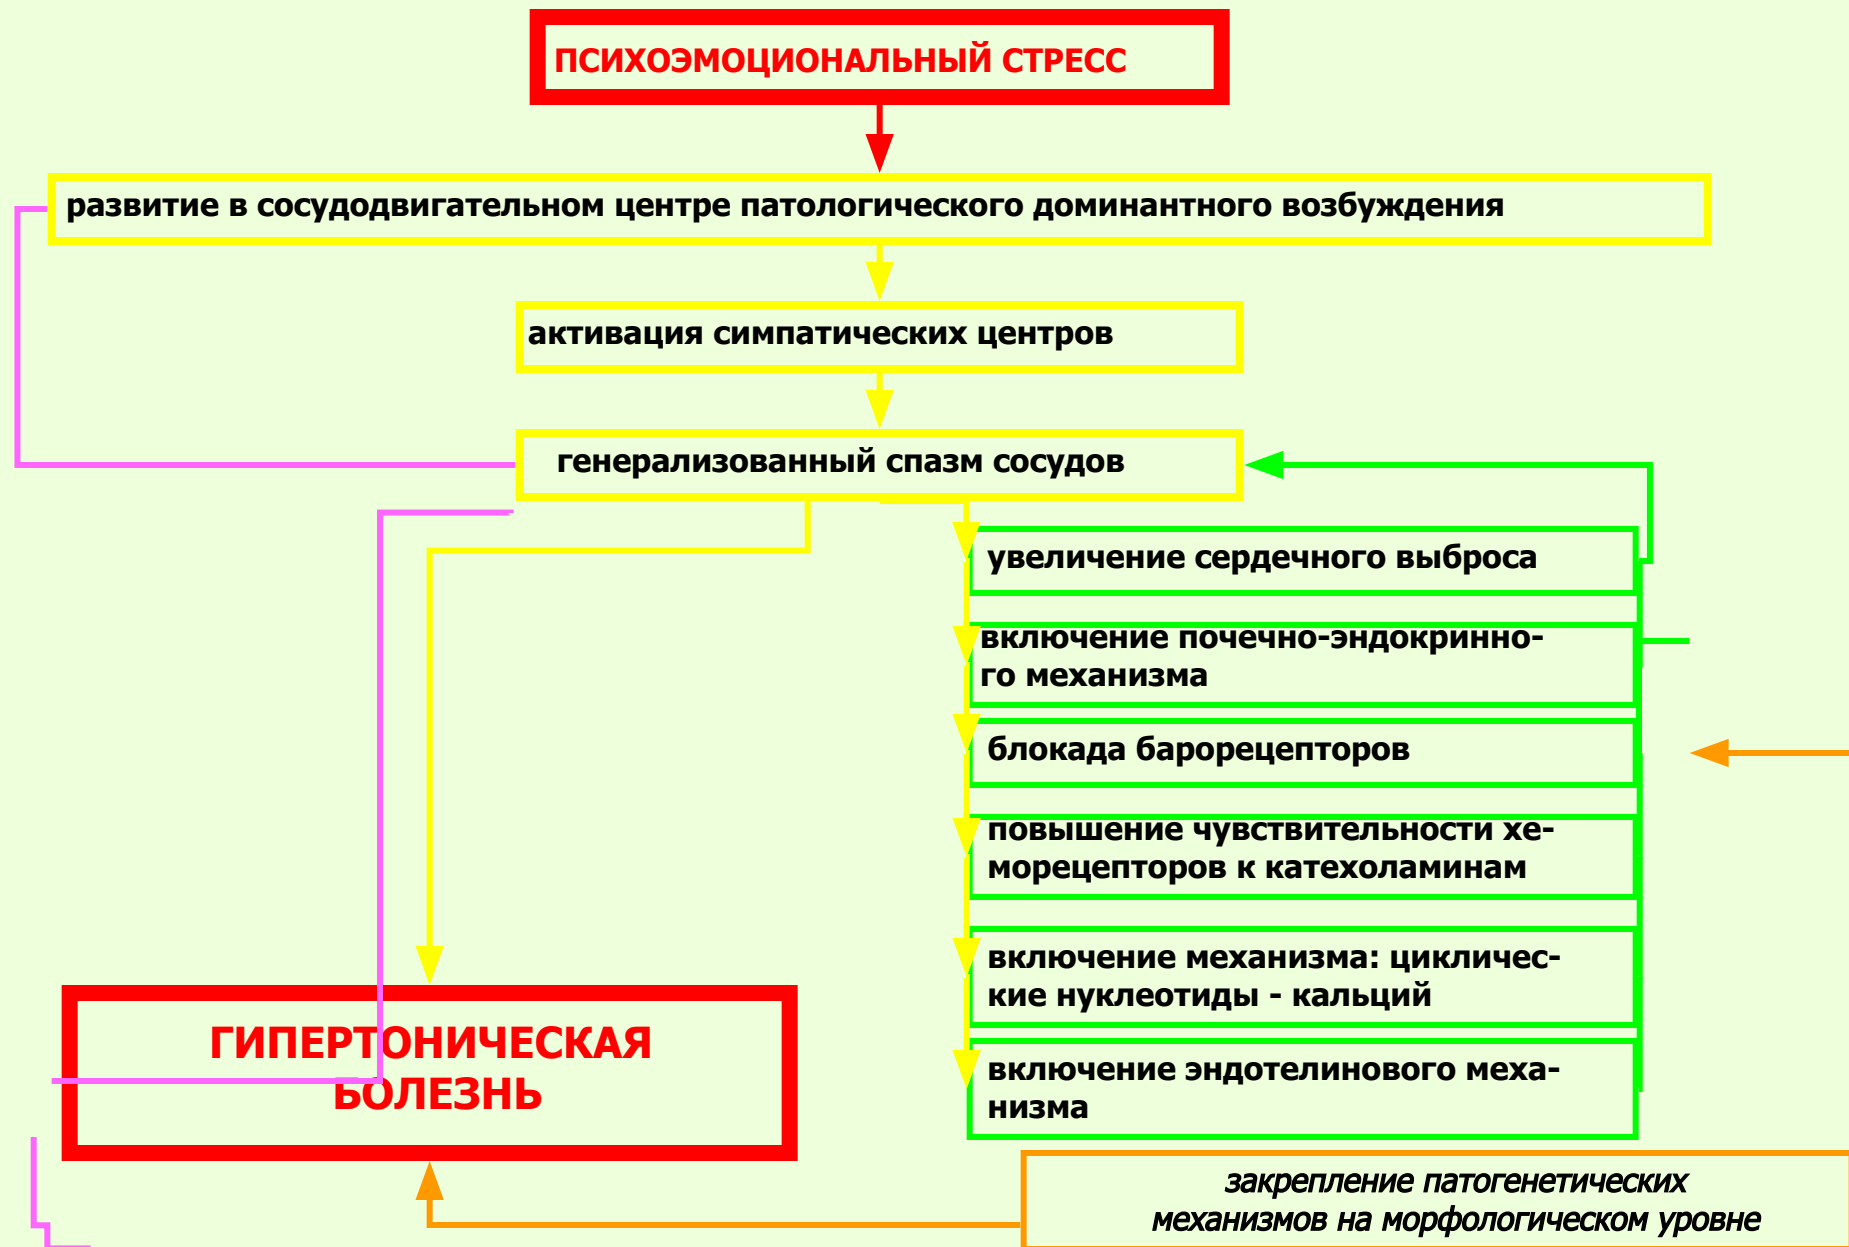 ПСИХОЭМОЦИОНАЛЬНЫЙ СТРЕСС
развитие в сосудодвигательном центре патологического доминантного возбуждения
активация симпатических центров
генерализованный спазм сосудов
увеличение сердечного выброса
включение почечно-эндокринно-
го механизма
блокада барорецепторов
повышение чувствительности хе-
морецепторов к катехоламинам
включение механизма: цикличес-
кие нуклеотиды - кальций
включение эндотелинового меха-
низма
ГИПЕРТОНИЧЕСКАЯ
БОЛЕЗНЬ
закрепление патогенетических
механизмов на морфологическом уровне